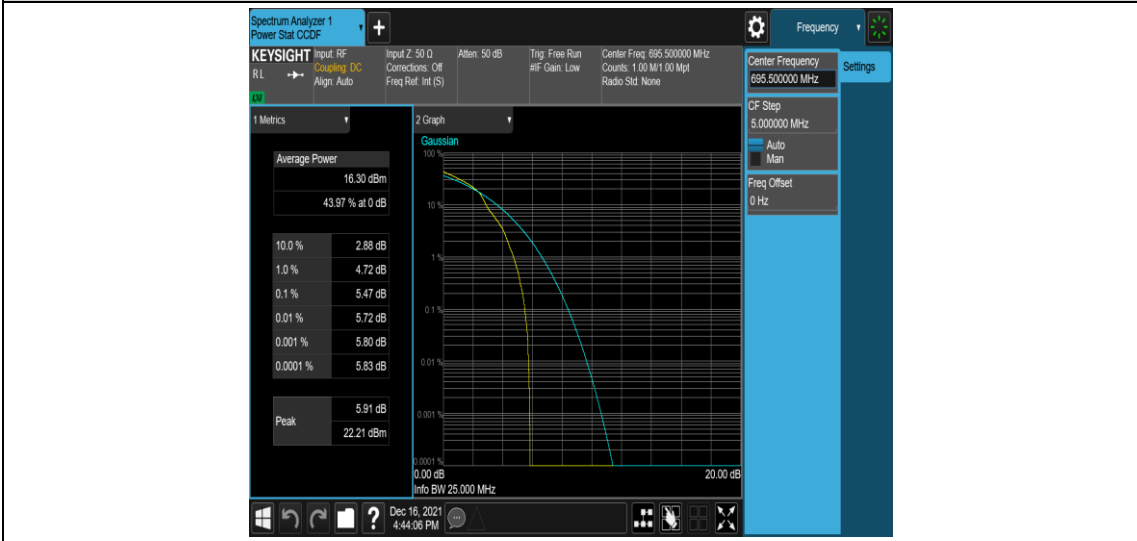 Spectrum Analyzer 1
Power Stat CCDF
+
Frequency
KEYSIGHT
RL
LXI
Input: RF
Coupling: DC
Align: Auto
Input Z: 50 Ω
Corrections: Off
Freq Ref: Int (S)
Atten: 50 dB
Trig: Free Run
#IF Gain: Low
Center Freq: 695.500000 MHz
Counts: 1.00 M/1.00 Mpt
Radio Std: None
1 Metrics
Average Power
16.30 dBm
43.97 % at 0 dB
10.0 % 2.88 dB
1.0 % 4.72 dB
0.1 % 5.47 dB
0.01 % 5.72 dB
0.001 % 5.80 dB
0.0001 % 5.83 dB
Peak
5.91 dB
22.21 dBm
2 Graph
Gaussian
100 %
10 %
1 %
0.1 %
0.01 %
0.001 %
0.0001 %
0.00 dB 20.00 dB
Info BW 25.000 MHz
Center Frequency
695.500000 MHz
Settings
CF Step
5.000000 MHz
Auto
Man
Freq Offset
0 Hz
?
Dec 16, 2021
4:44:06 PM